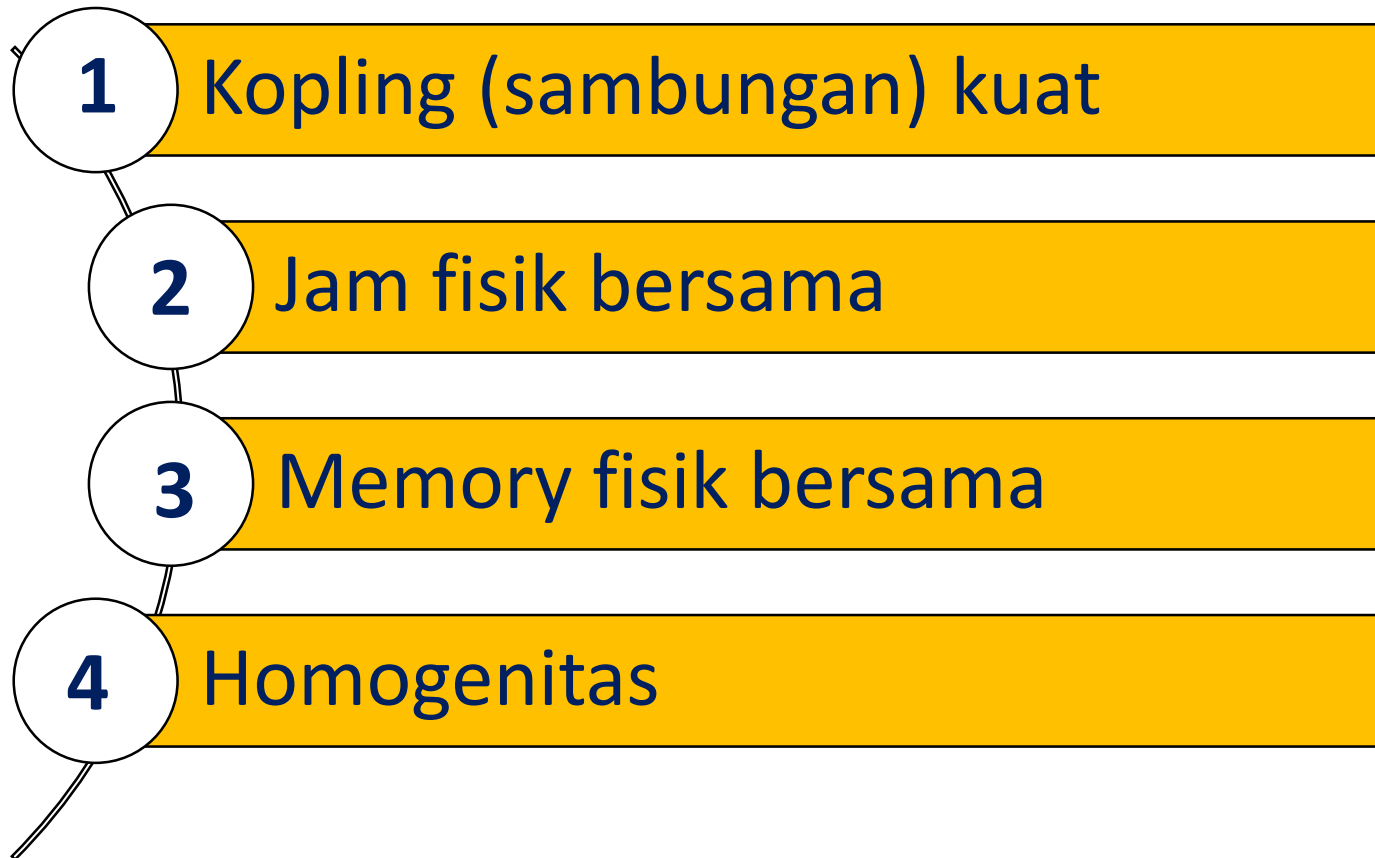 1 Kopling (sambungan) kuat
2 Jam fisik bersama
3 Memory fisik bersama
4 Homogenitas